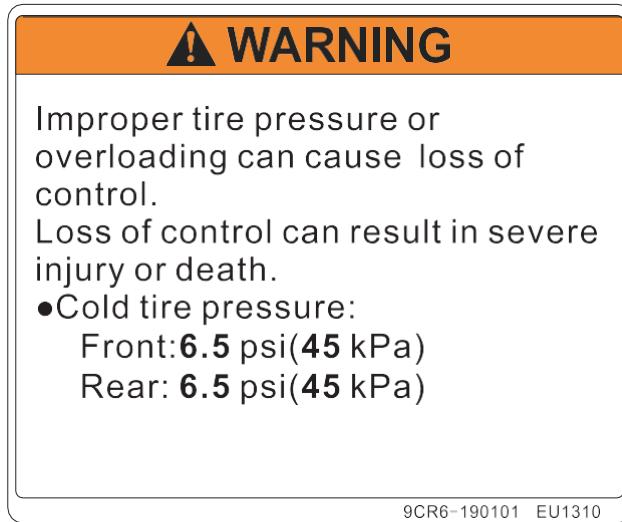 WARNING
Improper tire pressure or
overloading can cause loss of
control.
Loss of control can result in severe
injury or death.
●Cold tire pressure:
Front:6.5 psi(45 kPa)
Rear: 6.5 psi(45 kPa)
9CR6-190101 EU1310